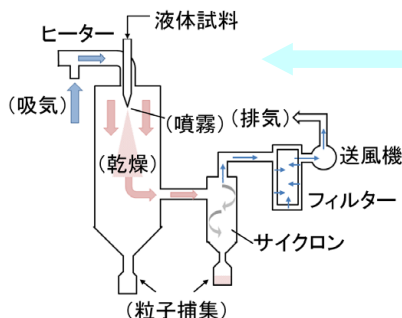 液体試料
ヒーター
(吸気)
(噴霧)
(排気)
(乾燥)
送風機
フィルター
サイクロン
(粒子捕集)